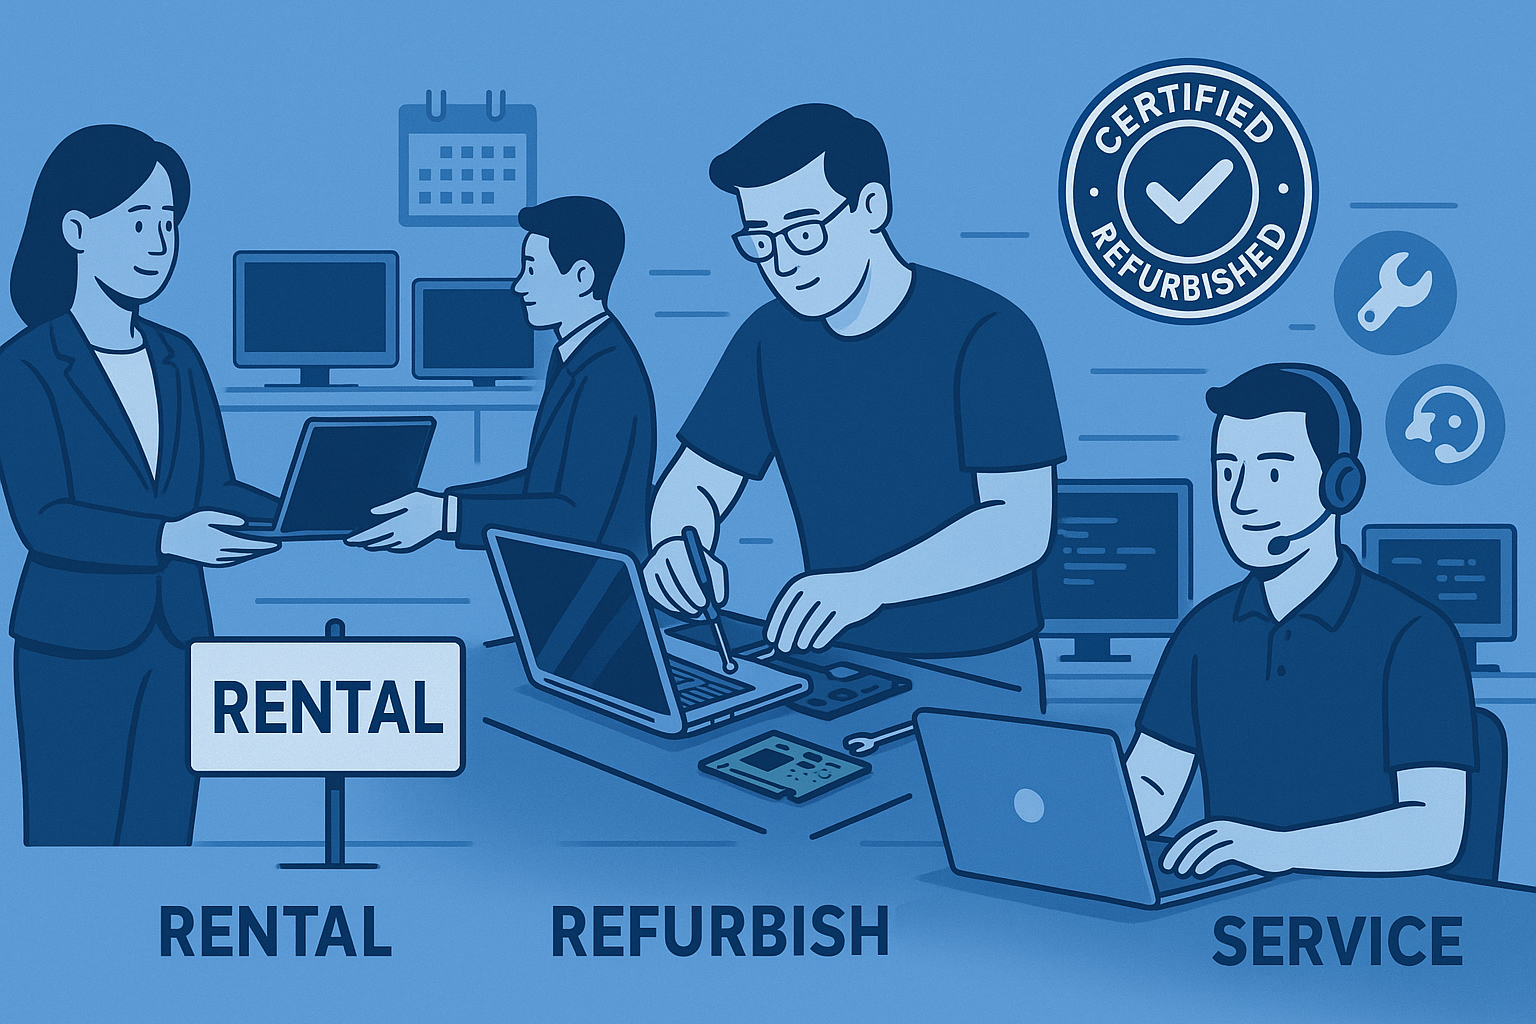 CERTIFIED
REFURBISHED
RENTAL
RENTAL
REFURBISH
SERVICE